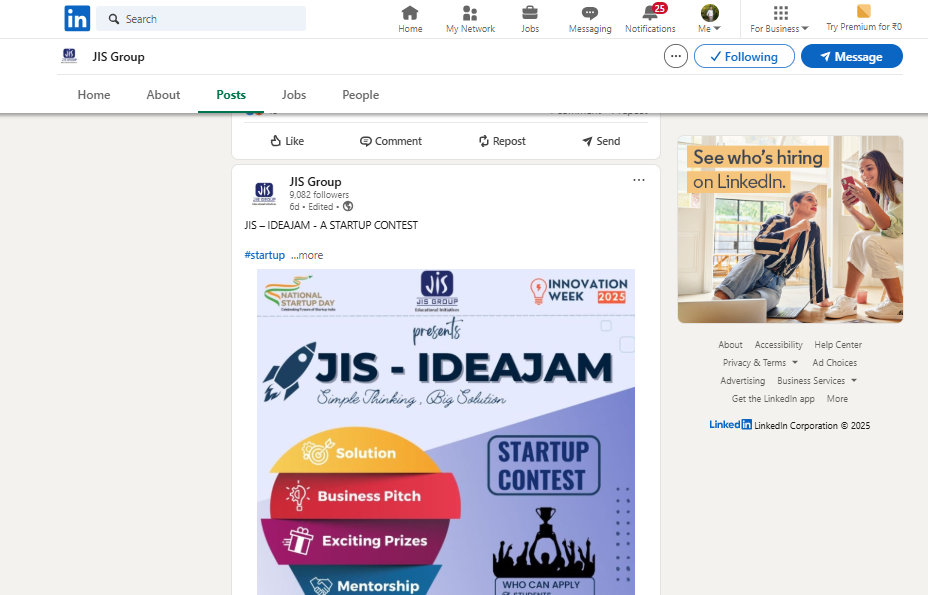 in
Search
Home
My Network
Jobs
Messaging
25
Notifications
Me
For Business
Try Premium for ₹0
JIS Group
Following
Message
Home
About
Posts
Jobs
People
Like
Comment
Repost
Send
JIS
JIS GROUP
JIS Group
9,082 followers
6d • Edited •
JIS – IDEAJAM - A STARTUP CONTEST
#startup ...more
NATIONAL
STARTUP DAY
JIS
JIS GROUP
Educational Initiatives
INNOVATION
WEEK 2025
presents
JIS - IDEAJAM
Simple Thinking , Big Solution
Solution
Business Pitch
Exciting Prizes
Mentorship
STARTUP
CONTEST
WHO CAN APPLY
STUDENTS
See who's hiring
on LinkedIn.
About Accessibility Help Center
Privacy & Terms Ad Choices
Advertising Business Services
Get the LinkedIn app More
LinkedIn LinkedIn Corporation © 2025